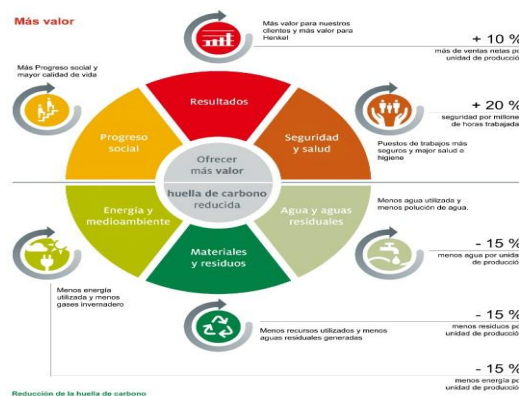 Más valor
Más valor para nuestros
clientes y más valor para
Henkel
+ 10 %
más de ventas netas por
unidad de producció
Más Progreso social y
mayor calidad de vida
Resultados
+ 20 %
seguridad por millone
de horas trabajada
Progreso
social
Seguridad
y salud
Puestos de trabajos más
seguros y major salud e
higiene
Ofrecer
más valor
huella de carbono
reducida
Energía y
medioambiente
Agua y aguas
residuales
Menos agua utilizada y
menos polución de agua.
Materiales
y residuos
- 15 %
menos agua por unida
de producció
Menos energía
utilizada y menos
gases invernadero
- 15 %
menos residuos por
unidad de producció
Menos recursos utilizados y menos
aguas residuales generadas
- 15 %
menos energía po
unidad de producció
Reducción de la huella de carbono